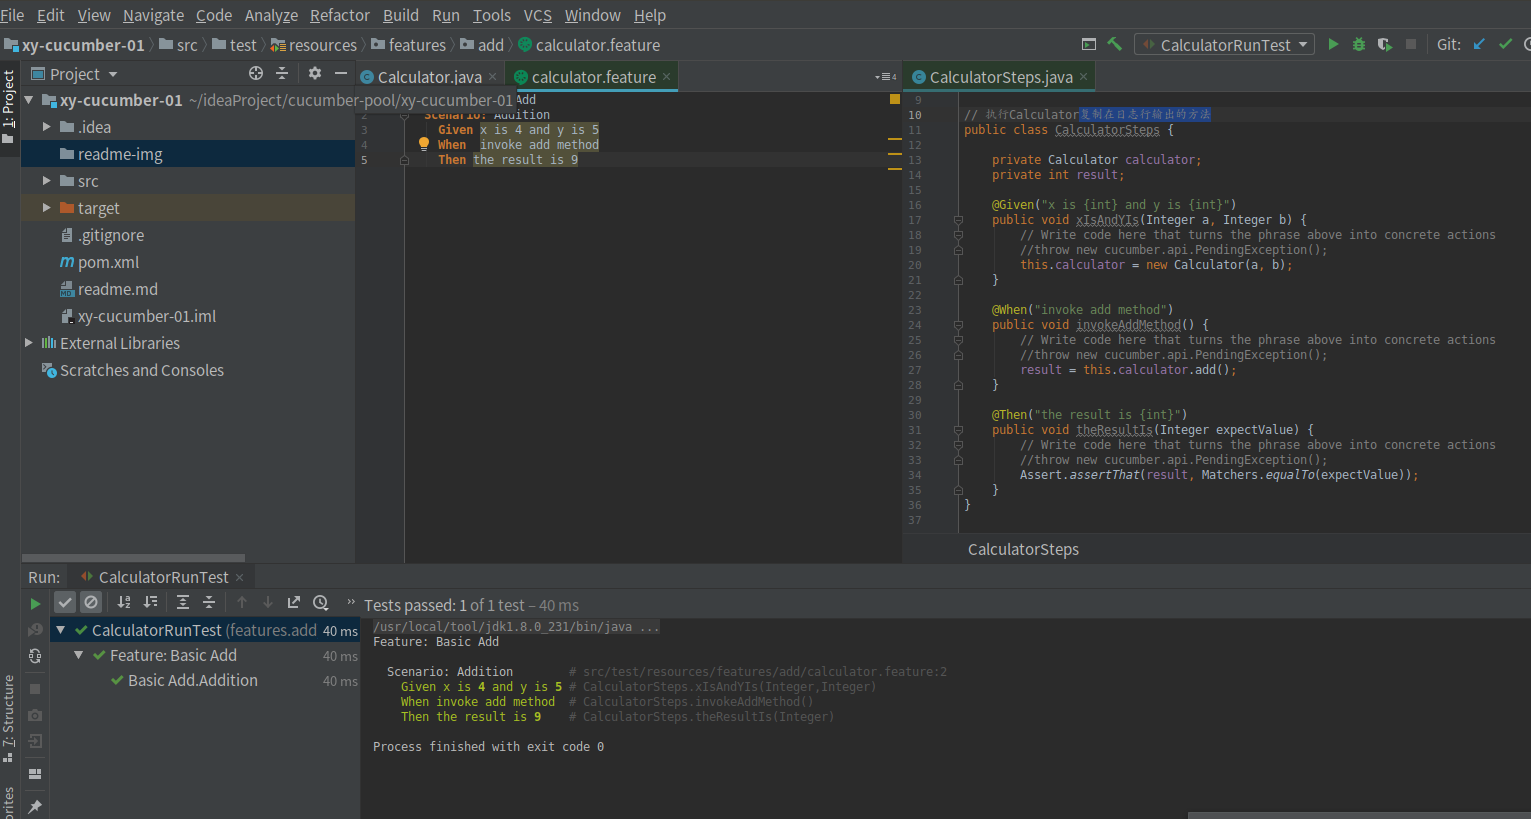 File Edit View Navigate Code Analyze Refactor Build Run Tools VCS Window Help
xy-cucumber-01 src test resources features add calculator.feature CalculatorRunTest Git:
1: Project
Project
Calculator.java calculator.feature 4 CalculatorSteps.java
xy-cucumber-01 ~/ideaProject/cucumber-pool/xy-cucumber-01
.idea
readme-img
src
target
.gitignore
pom.xml
readme.md
xy-cucumber-01.iml
External Libraries
Scratches and Consoles
Add
2 Scenario: Addition
3 Given x is 4 and y is 5
4 When invoke add method
5 Then the result is 9
9
10 // 执行Calculator复制在日志行输出的方法
11 public class CalculatorSteps {
12
13 private Calculator calculator;
14 private int result;
15
16 @Given("x is {int} and y is {int}")
17 public void xIsAndYIs(Integer a, Integer b) {
18 // Write code here that turns the phrase above into concrete actions
19 //throw new cucumber.api.PendingException();
20 this.calculator = new Calculator(a, b);
21 }
22
23 @When("invoke add method")
24 public void invokeAddMethod() {
25 // Write code here that turns the phrase above into concrete actions
26 //throw new cucumber.api.PendingException();
27 result = this.calculator.add();
28 }
29
30 @Then("the result is {int}")
31 public void theResultIs(Integer expectValue) {
32 // Write code here that turns the phrase above into concrete actions
33 //throw new cucumber.api.PendingException();
34 Assert.assertThat(result, Matchers.equalTo(expectValue));
35 }
36 }
37
CalculatorSteps
Run: CalculatorRunTest
Tests passed: 1 of 1 test – 40 ms
CalculatorRunTest (features.add 40 ms
Feature: Basic Add 40 ms
Basic Add.Addition 40 ms
/usr/local/tool/jdk1.8.0_231/bin/java ...
Feature: Basic Add
Scenario: Addition # src/test/resources/features/add/calculator.feature:2
Given x is 4 and y is 5 # CalculatorSteps.xIsAndYIs(Integer,Integer)
When invoke add method # CalculatorSteps.invokeAddMethod()
Then the result is 9 # CalculatorSteps.theResultIs(Integer)
Process finished with exit code 0
7: Structure
orites